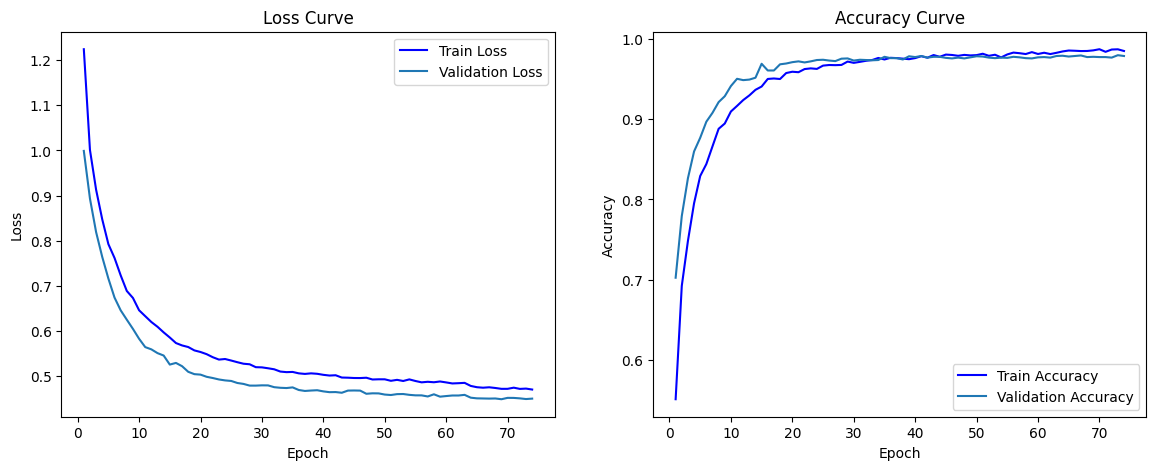 Loss Curve
1.2
1.1
1.0
0.9
0.8
0.7
0.6
0.5
Loss
0
10
20
30
40
50
60
70
Epoch
Train Loss
Validation Loss
Accuracy Curve
1.0
0.9
0.8
0.7
0.6
Accuracy
0
10
20
30
40
50
60
70
Epoch
Train Accuracy
Validation Accuracy